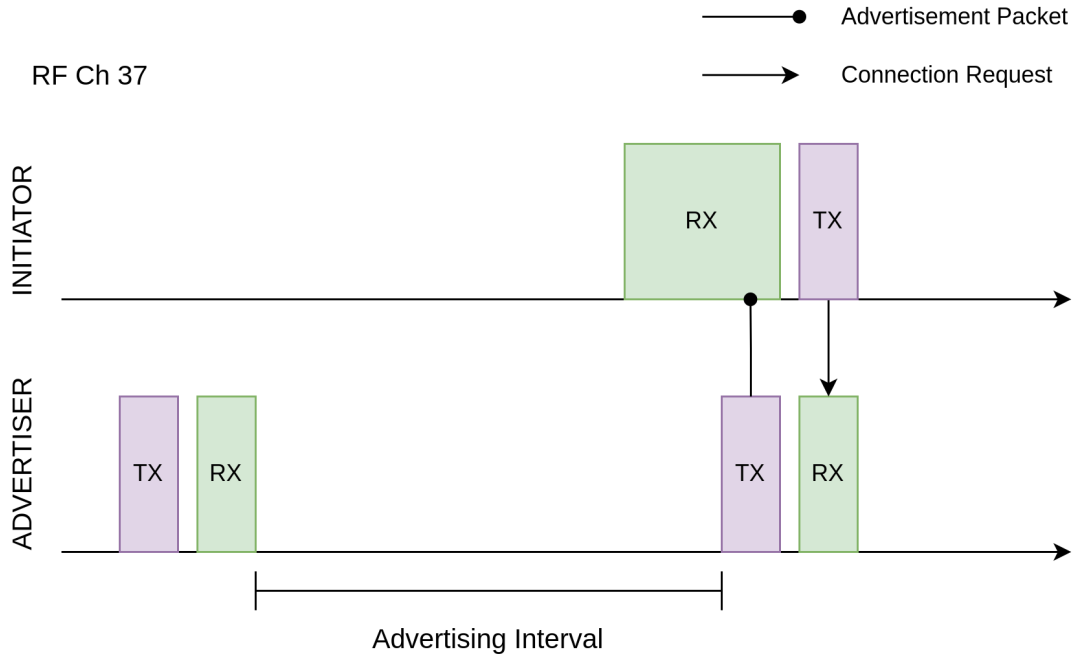 Advertisement Packet
RF Ch 37
Connection Request
INITIATOR
RX
TX
ADVERTISER
TX
RX
TX
RX
Advertising Interval